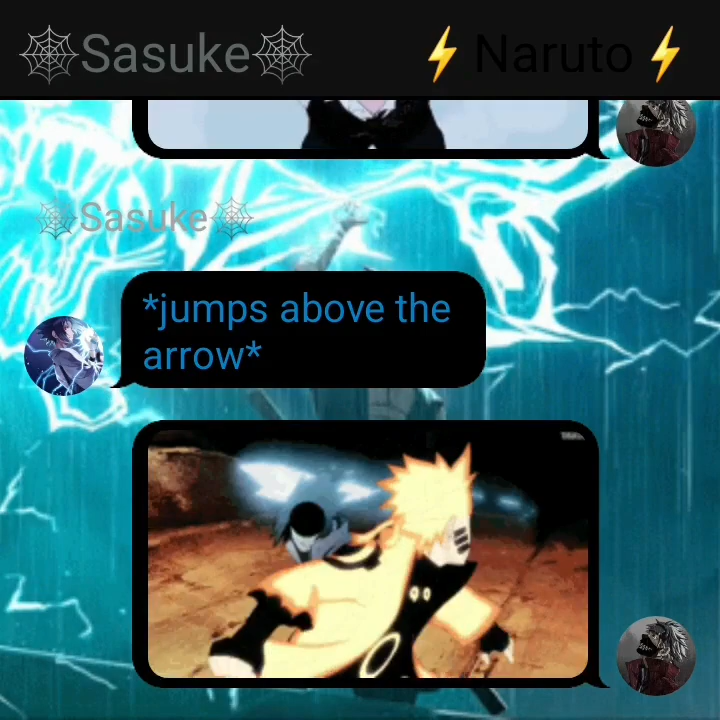 🕸Sasuke🕸 ⚡ Naruto ⚡
🕸Sasuke🕸
*jumps above the
arrow*